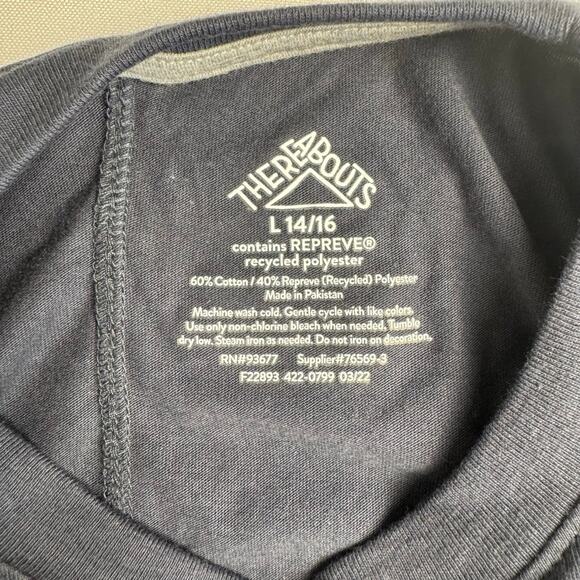 THEREABOUTS
L 14/16
contains REPREVE®
recycled polyester
60% Cotton / 40% Repreve (Recycled) Polyester
Made in Pakistan
Machine wash cold. Gentle cycle with like colors.
Use only non-chlorine bleach when needed. Tumble
dry low. Steam iron as needed. Do not iron on decoration.
RN#93677 Supplier#76569-3
F22893 422-0799 03/22